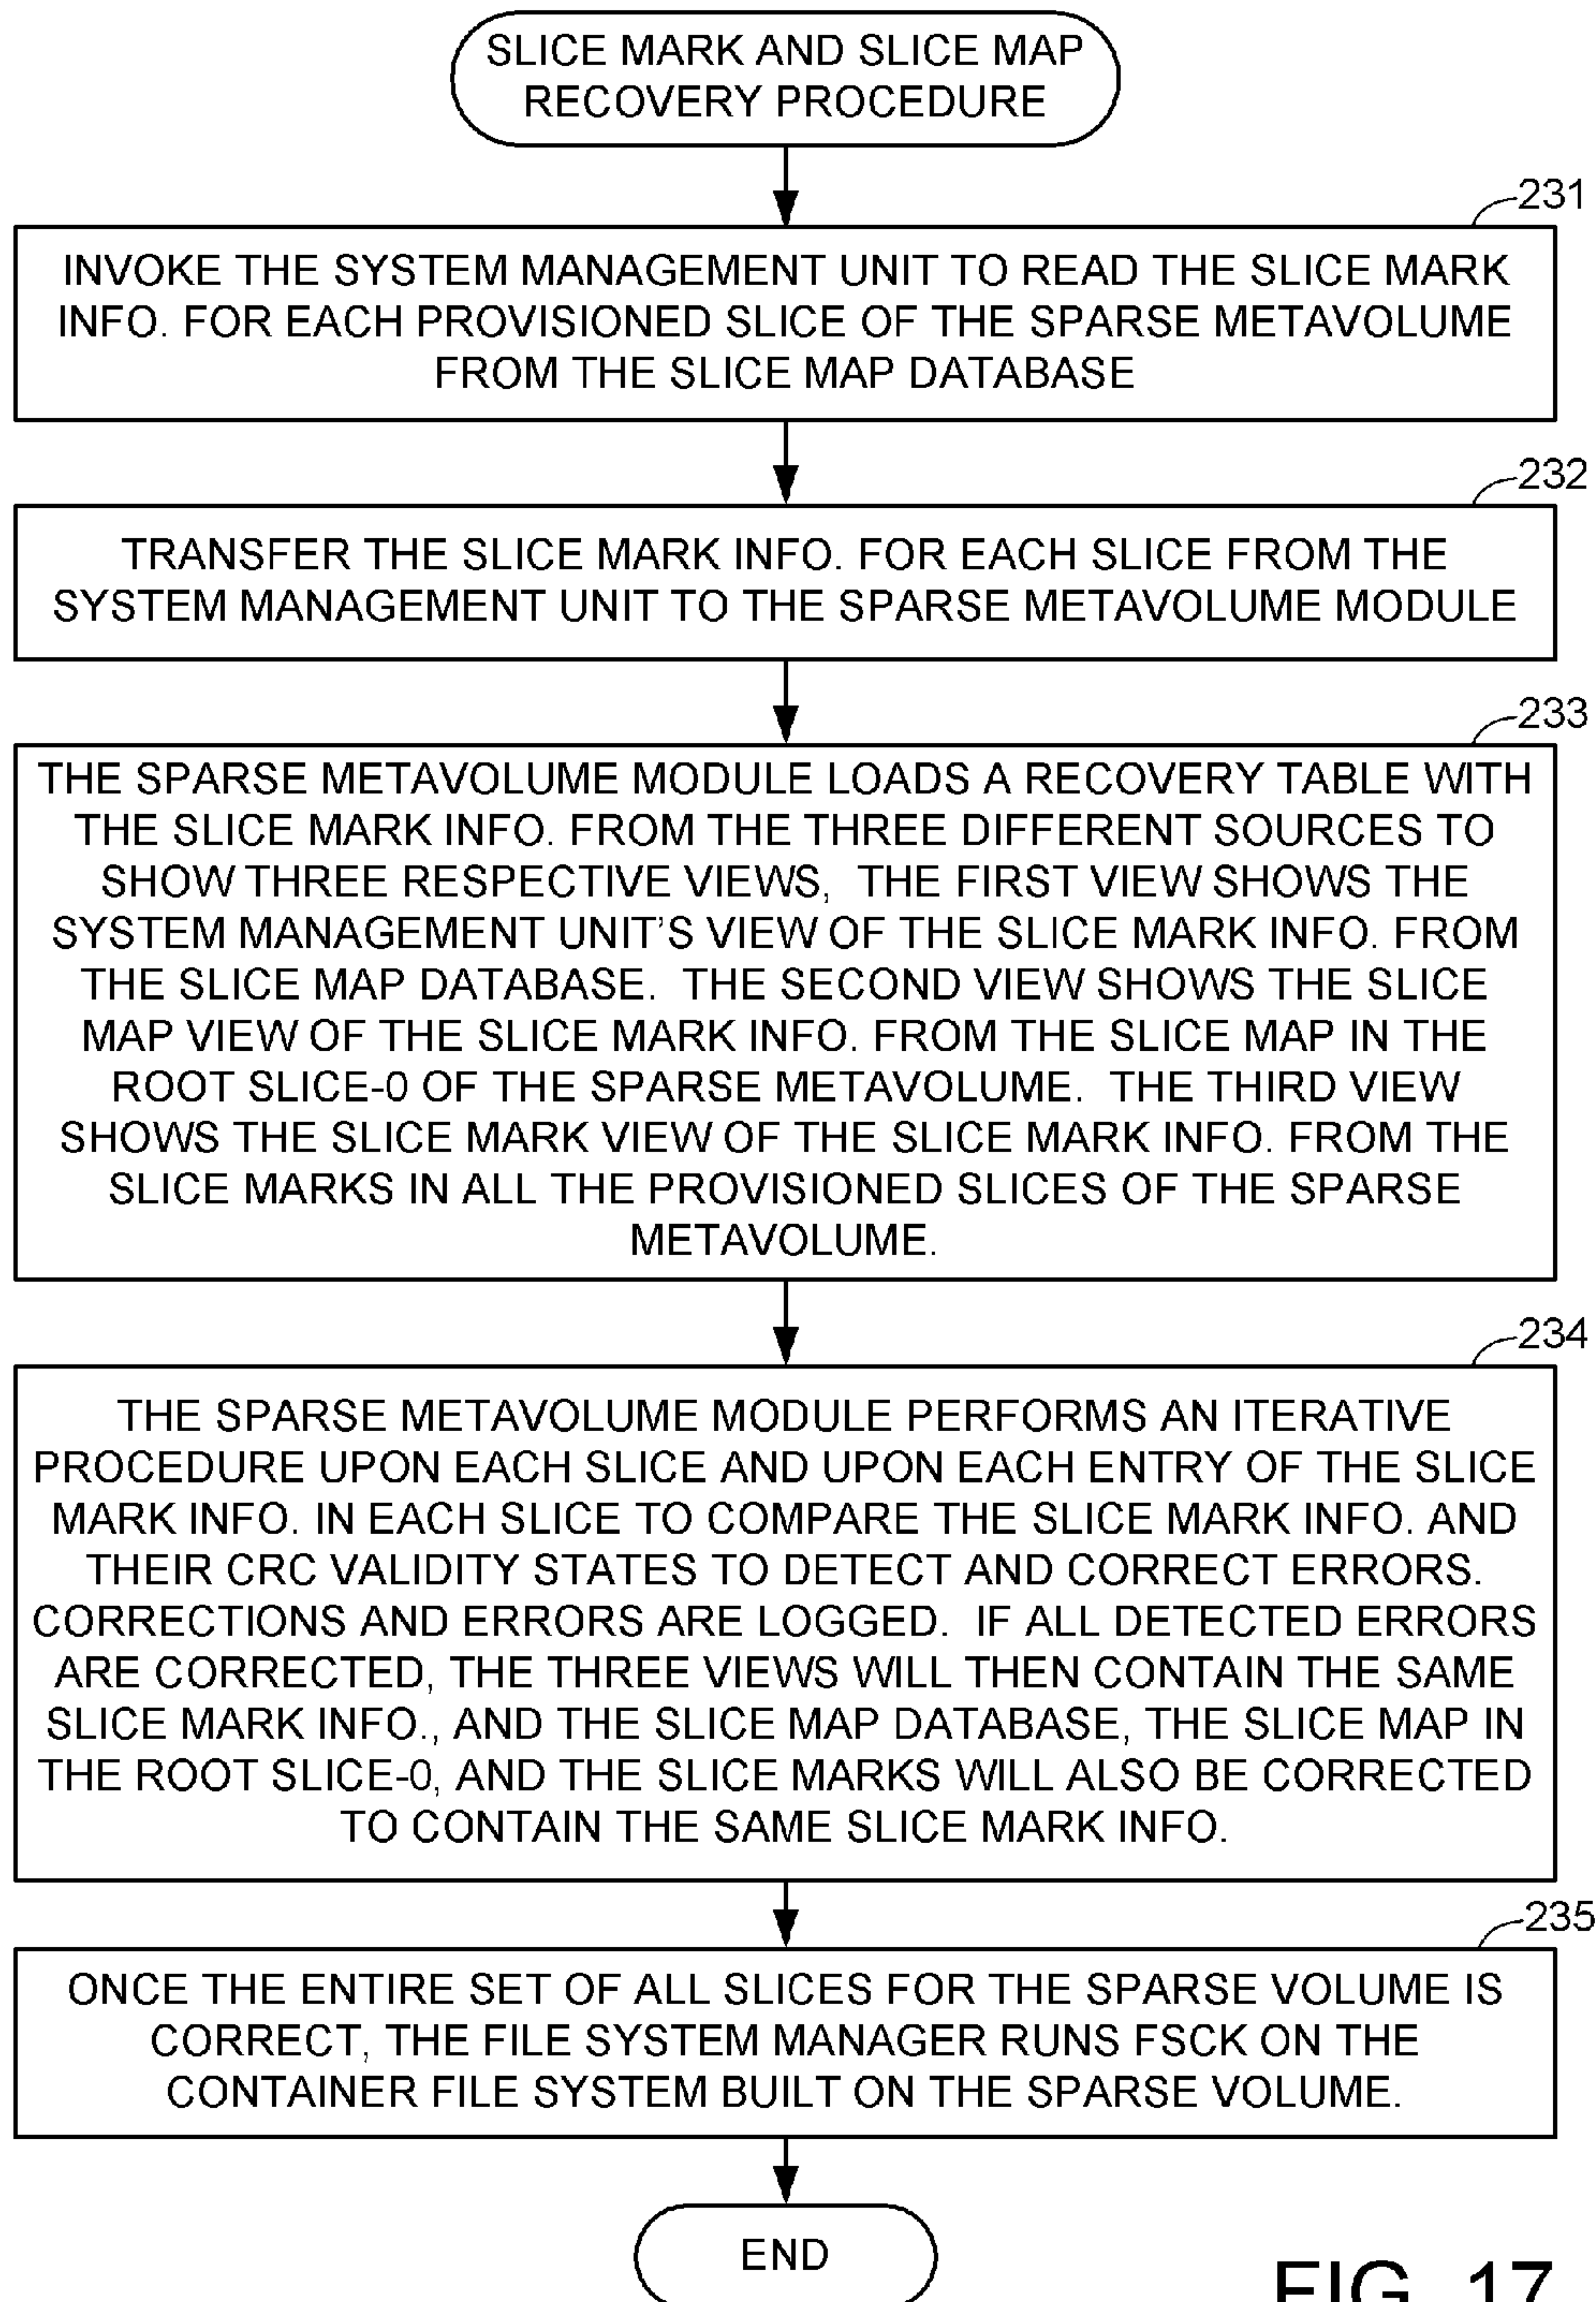 SLICE MARK AND SLICE MAP
RECOVERY PROCEDURE
231
INVOKE THE SYSTEM MANAGEMENT UNIT TO READ THE SLICE MARK
INFO. FOR EACH PROVISIONED SLICE OF THE SPARSE METAVOLUME
FROM THE SLICE MAP DATABASE
232
TRANSFER THE SLICE MARK INFO. FOR EACH SLICE FROM THE
SYSTEM MANAGEMENT UNIT TO THE SPARSE METAVOLUME MODULE
233
THE SPARSE METAVOLUME MODULE LOADS A RECOVERY TABLE WITH
THE SLICE MARK INFO. FROM THE THREE DIFFERENT SOURCES TO
SHOW THREE RESPECTIVE VIEWS, THE FIRST VIEW SHOWS THE
SYSTEM MANAGEMENT UNIT'S VIEW OF THE SLICE MARK INFO. FROM
THE SLICE MAP DATABASE. THE SECOND VIEW SHOWS THE SLICE
MAP VIEW OF THE SLICE MARK INFO. FROM THE SLICE MAP IN THE
ROOT SLICE-0 OF THE SPARSE METAVOLUME. THE THIRD VIEW
SHOWS THE SLICE MARK VIEW OF THE SLICE MARK INFO. FROM THE
SLICE MARKS IN ALL THE PROVISIONED SLICES OF THE SPARSE
METAVOLUME.
234
THE SPARSE METAVOLUME MODULE PERFORMS AN ITERATIVE
PROCEDURE UPON EACH SLICE AND UPON EACH ENTRY OF THE SLICE
MARK INFO. IN EACH SLICE TO COMPARE THE SLICE MARK INFO. AND
THEIR CRC VALIDITY STATES TO DETECT AND CORRECT ERRORS.
CORRECTIONS AND ERRORS ARE LOGGED. IF ALL DETECTED ERRORS
ARE CORRECTED, THE THREE VIEWS WILL THEN CONTAIN THE SAME
SLICE MARK INFO., AND THE SLICE MAP DATABASE, THE SLICE MAP IN
THE ROOT SLICE-0, AND THE SLICE MARKS WILL ALSO BE CORRECTED
TO CONTAIN THE SAME SLICE MARK INFO.
235
ONCE THE ENTIRE SET OF ALL SLICES FOR THE SPARSE VOLUME IS
CORRECT, THE FILE SYSTEM MANAGER RUNS FSCK ON THE
CONTAINER FILE SYSTEM BUILT ON THE SPARSE VOLUME.
END
FIG. 17